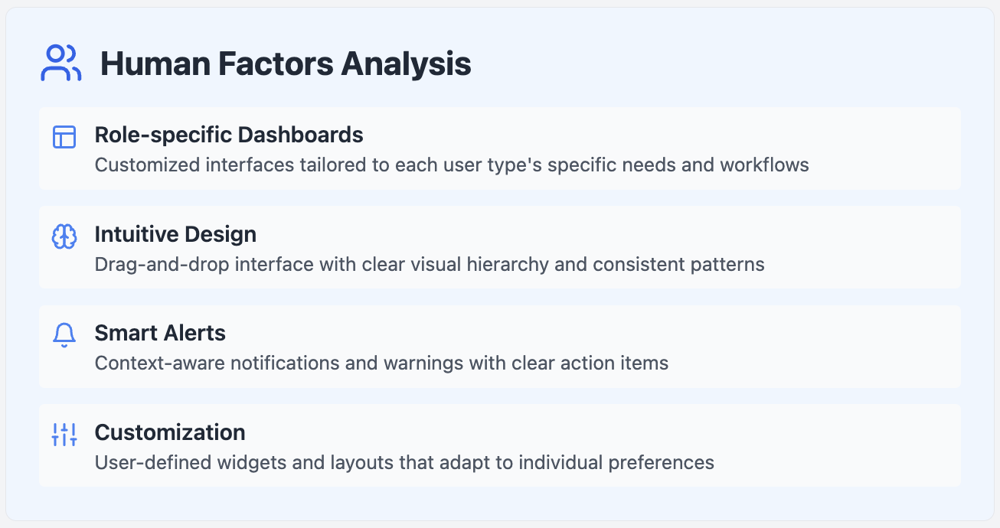 Human Factors Analysis
Role-specific Dashboards
Customized interfaces tailored to each user type's specific needs and workflows
Intuitive Design
Drag-and-drop interface with clear visual hierarchy and consistent patterns
Smart Alerts
Context-aware notifications and warnings with clear action items
Customization
User-defined widgets and layouts that adapt to individual preferences